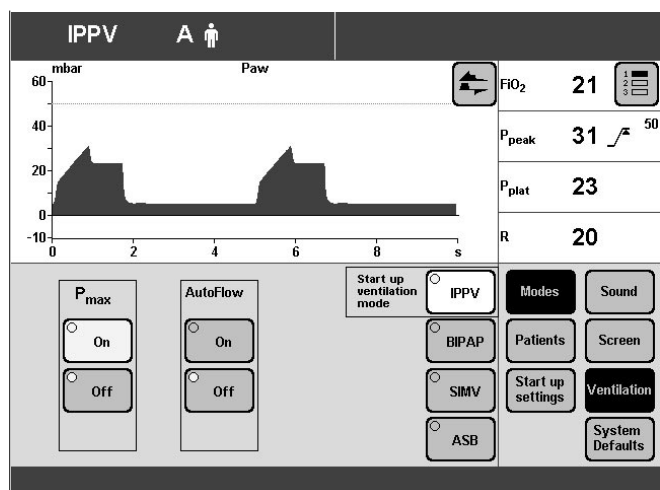 IPPV A
mbar Paw
60
40
20
0
-10
0 2 4 6 8 s
FiO2 21
1
2
3
Ppeak 31 50
Pplat 23
R 20
Pmax
On
Off
AutoFlow
On
Off
Start up
ventilation
mode
IPPV
BIPAP
SIMV
ASB
Modes
Sound
Patients
Screen
Start up
settings
Ventilation
System
Defaults